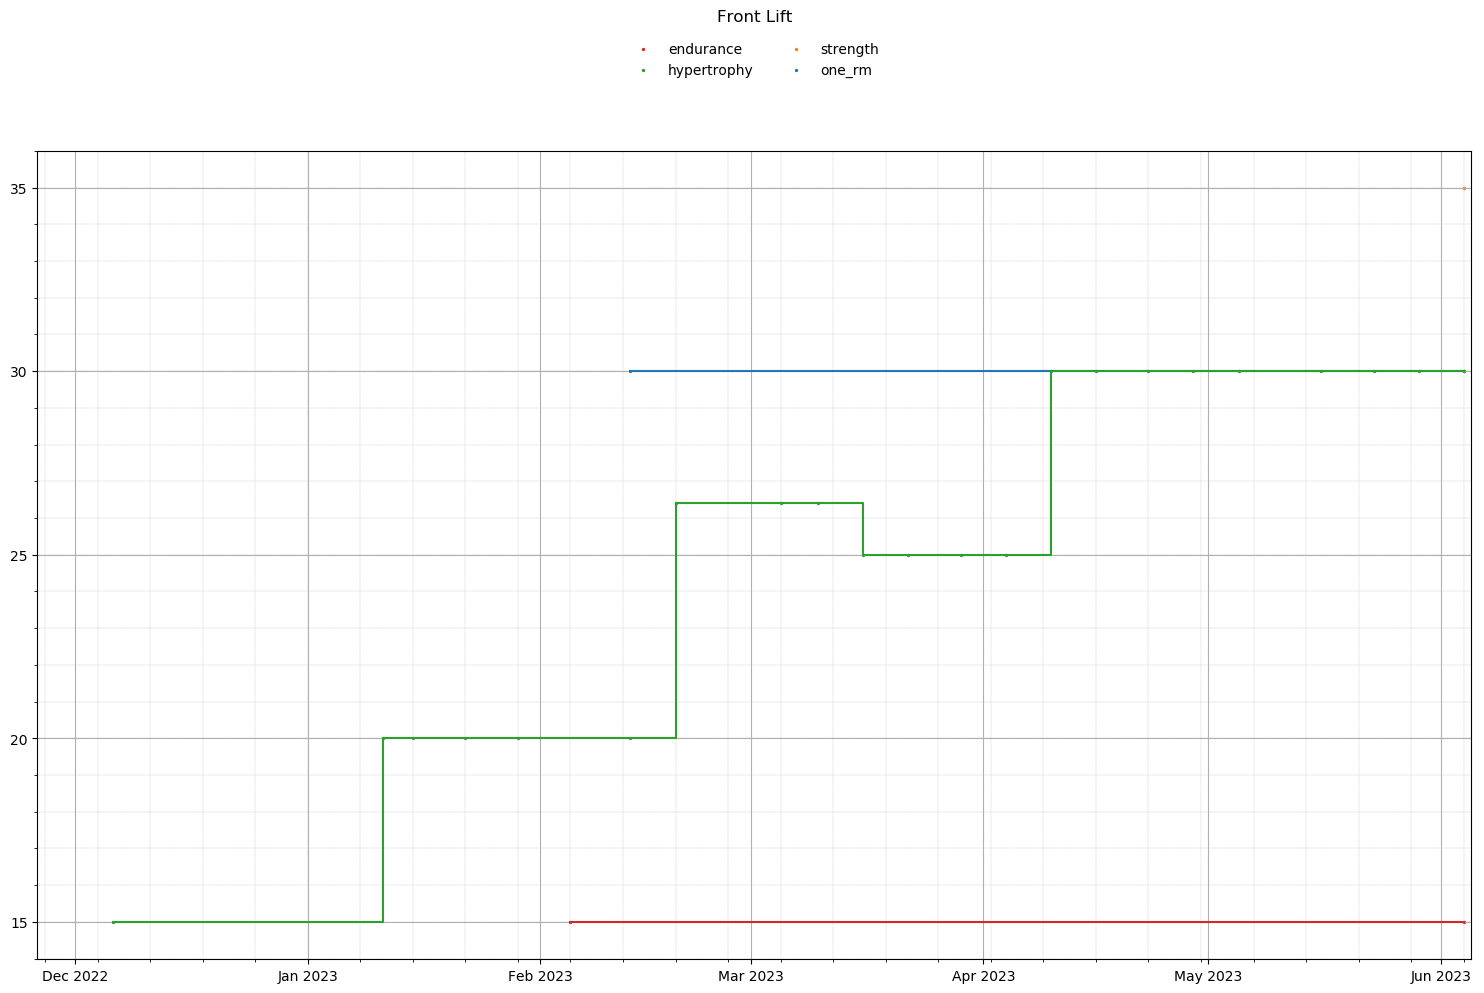 Front Lift
endurance strength
hypertrophy one_rm
35
30
25
20
15
Dec 2022 Jan 2023 Feb 2023 Mar 2023 Apr 2023 May 2023 Jun 2023